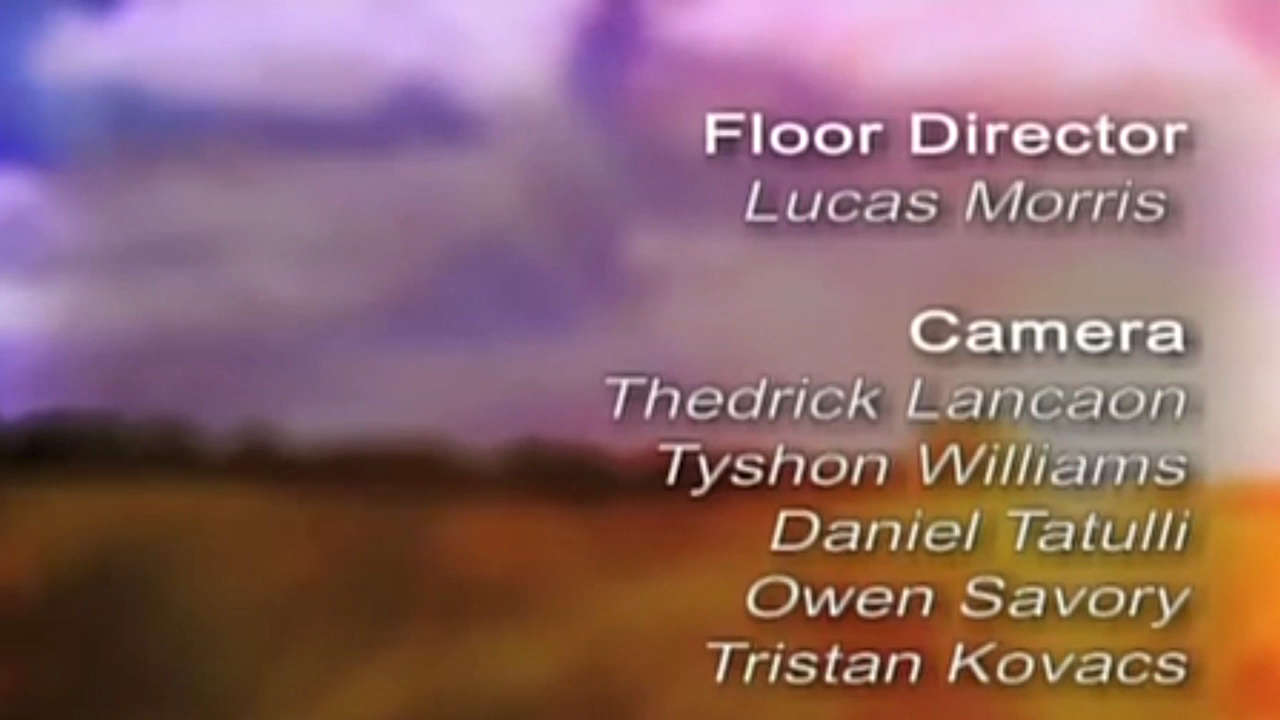 Floor Director
Lucas Morris
Camera
Thedrick Lancaon
Tyshon Williams
Daniel Tatulli
Owen Savory
Tristan Kovacs